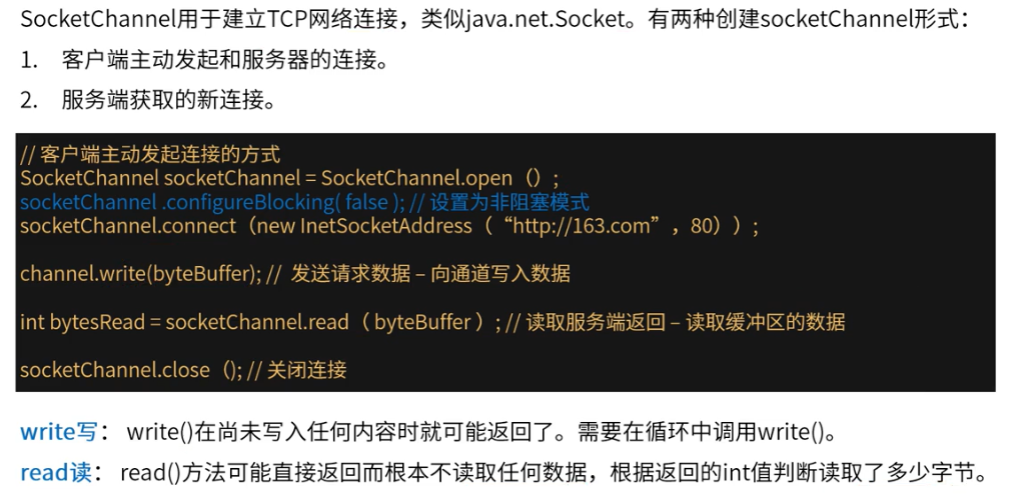 SocketChannel用于建立TCP网络连接，类似java.net.Socket。有两种创建socketChannel形式：
1. 客户端主动发起和服务器的连接。
2. 服务端获取的新连接。
// 客户端主动发起连接的方式
SocketChannel socketChannel = SocketChannel.open（）;
socketChannel .configureBlocking( false ); // 设置为非阻塞模式
socketChannel.connect（new InetSocketAddress（“http://163.com”，80））;
channel.write(byteBuffer); // 发送请求数据 – 向通道写入数据
int bytesRead = socketChannel.read（ byteBuffer ）; // 读取服务端返回 – 读取缓冲区的数据
socketChannel.close（); // 关闭连接
write写： write()在尚未写入任何内容时就可能返回了。需要在循环中调用write()。
read读： read()方法可能直接返回而根本不读取任何数据，根据返回的int值判断读取了多少字节。